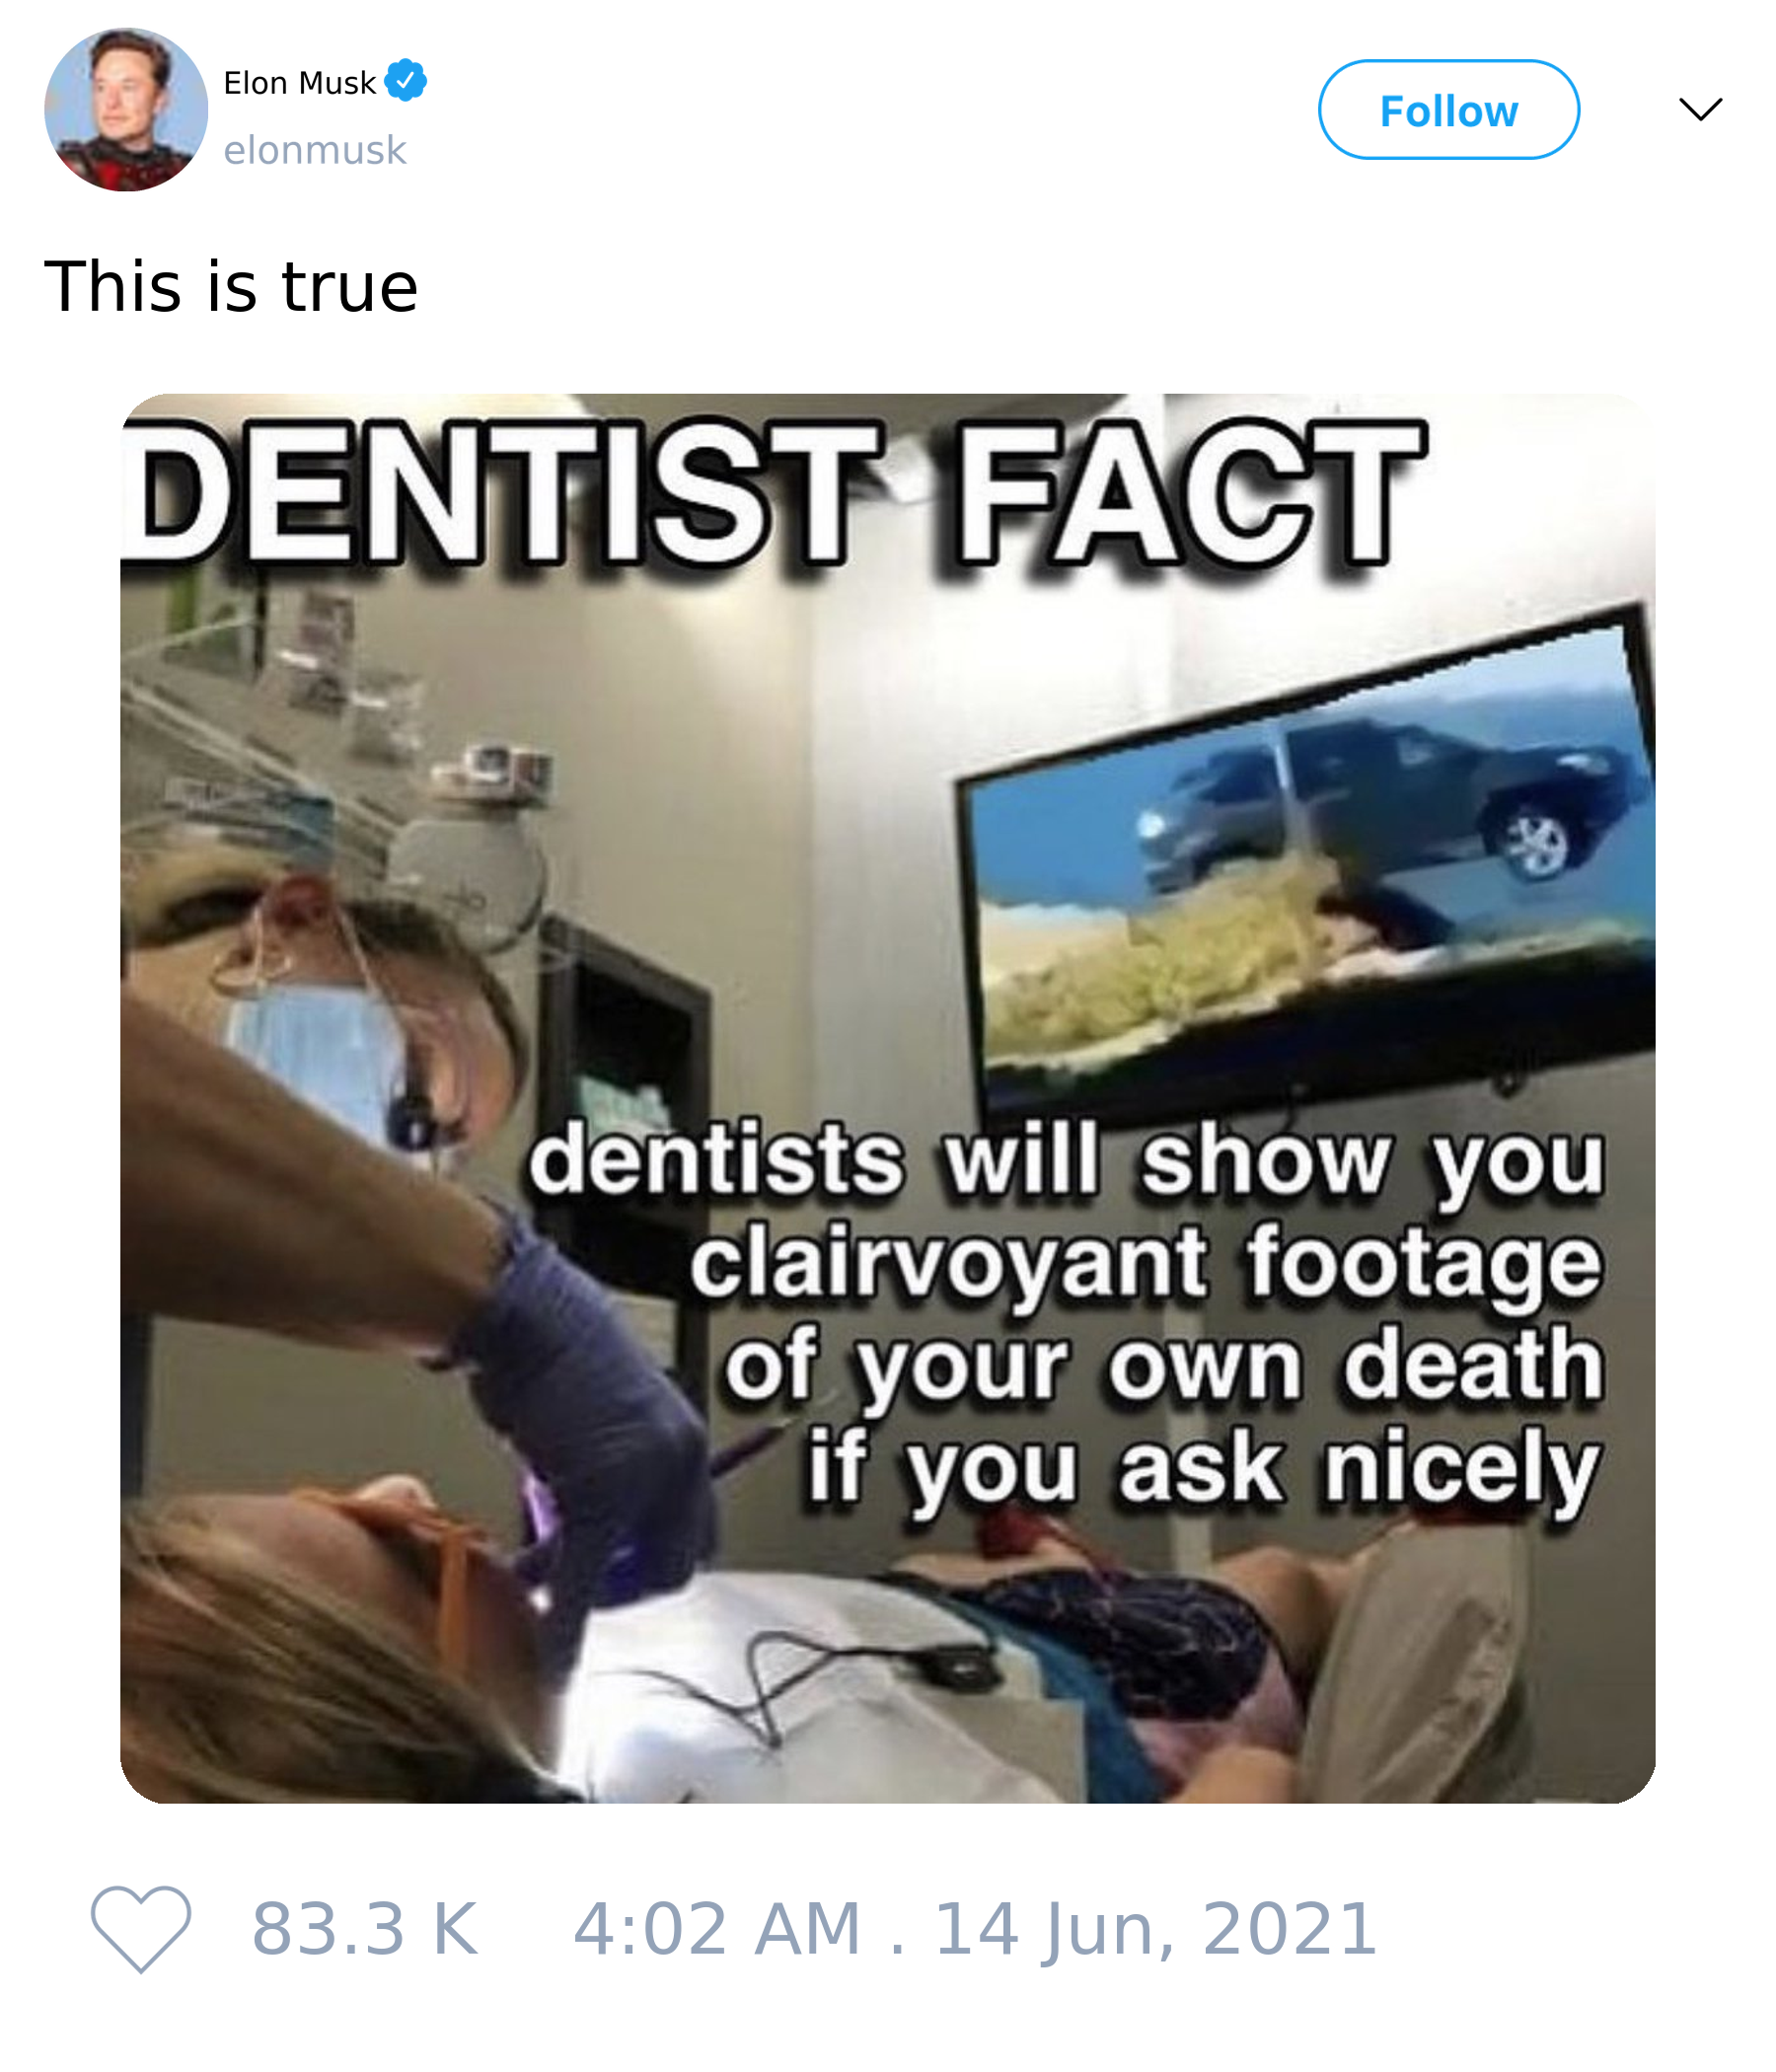 Elon Musk
elonmusk
Follow
This is true
DENTIST FACT
dentists will show you
clairvoyant footage
of your own death
if you ask nicely
83.3 K 4:02 AM . 14 Jun, 2021